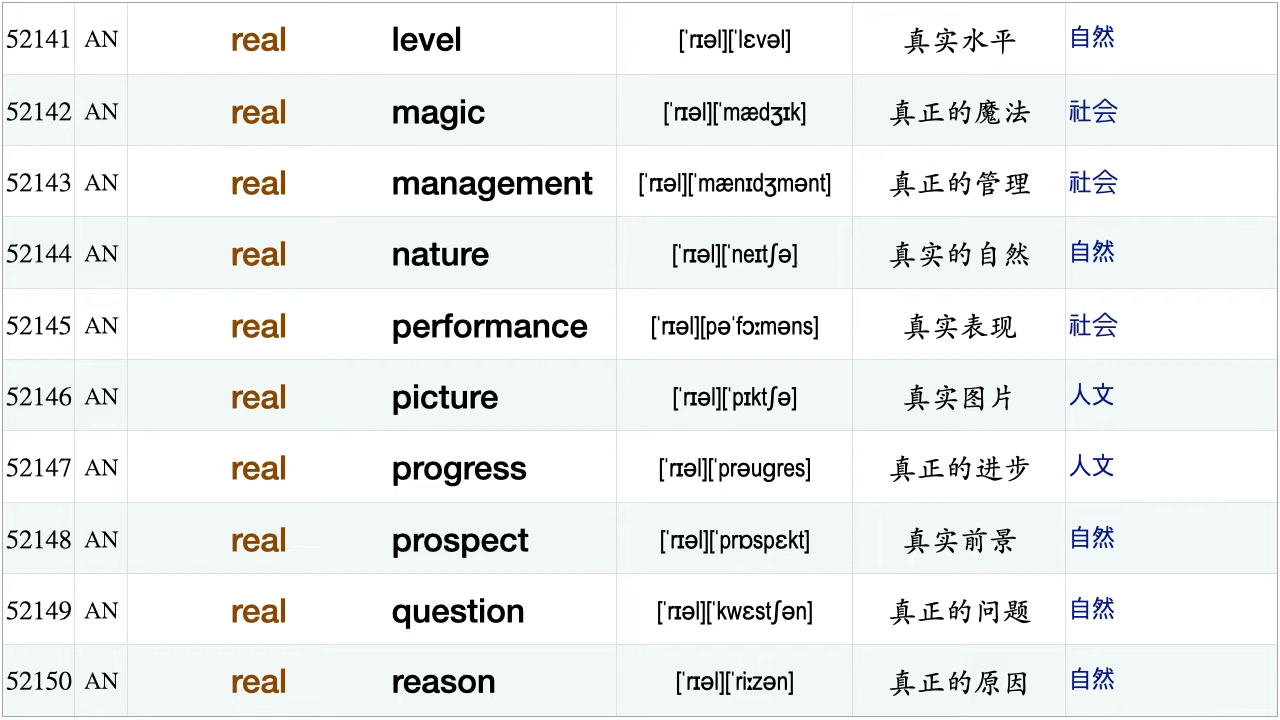 52141 AN real level [ˈrɪəl][ˈlɛvəl] 真实水平 自然
52142 AN real magic [ˈrɪəl][ˈmædʒɪk] 真正的魔法 社会
52143 AN real management [ˈrɪəl][ˈmænɪdʒmənt] 真正的管理 社会
52144 AN real nature [ˈrɪəl][ˈneɪtʃə] 真实的自然 自然
52145 AN real performance [ˈrɪəl][pəˈfɔːməns] 真实表现 社会
52146 AN real picture [ˈrɪəl][ˈpɪktʃə] 真实图片 人文
52147 AN real progress [ˈrɪəl][ˈprəugres] 真正的进步 人文
52148 AN real prospect [ˈrɪəl][ˈprɒspɛkt] 真实前景 自然
52149 AN real question [ˈrɪəl][ˈkwɛstʃən] 真正的问题 自然
52150 AN real reason [ˈrɪəl][ˈriːzən] 真正的原因 自然